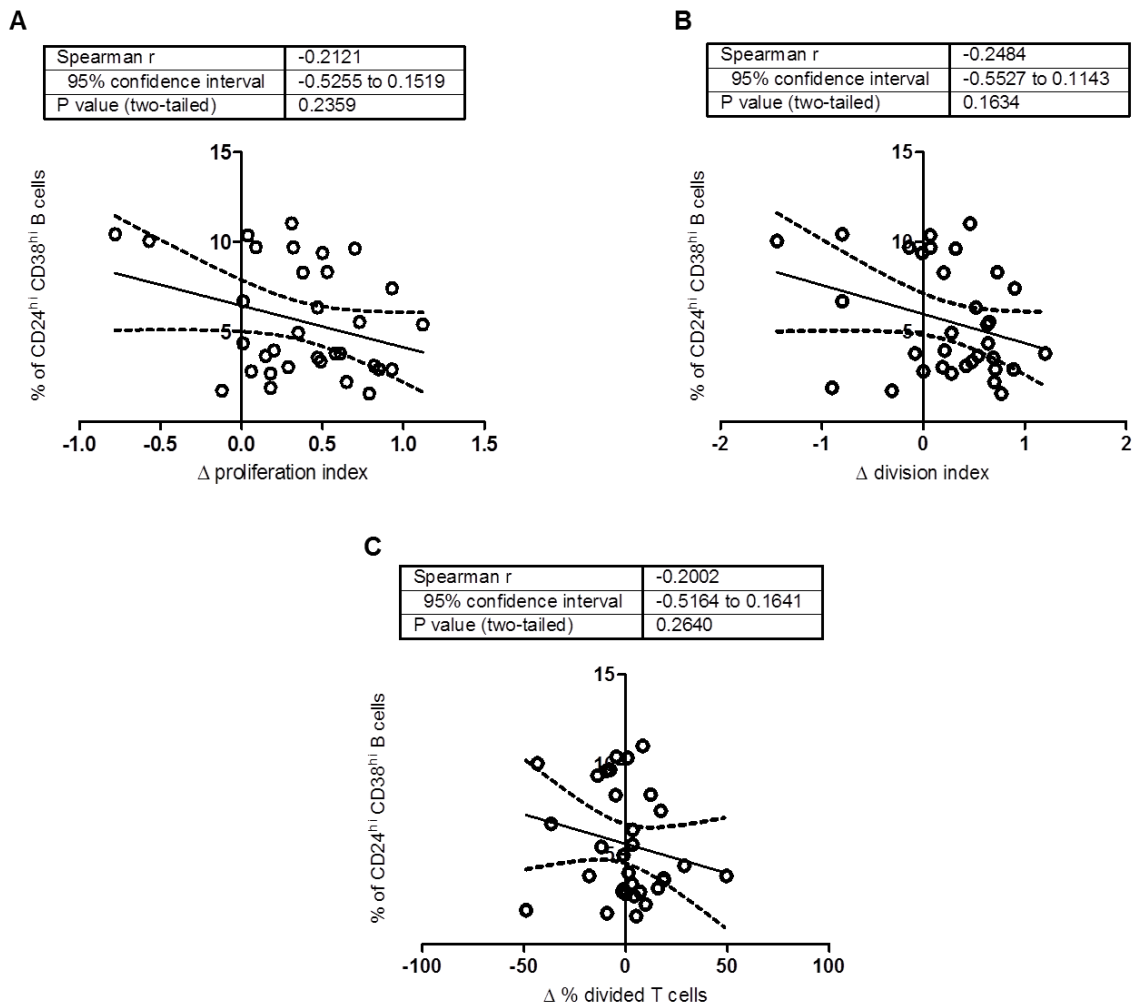 A
Spearman r -0.2121
95% confidence interval -0.5255 to 0.1519
P value (two-tailed) 0.2359
% of CD24hi CD38hi B cells
15
10
5
-1.0 -0.5 0.0 0.5 1.0 1.5
Δ proliferation index
B
Spearman r -0.2484
95% confidence interval -0.5527 to 0.1143
P value (two-tailed) 0.1634
% of CD24hi CD38hi B cells
15
10
5
-2 -1 0 1 2
Δ division index
C
Spearman r -0.2002
95% confidence interval -0.5164 to 0.1641
P value (two-tailed) 0.2640
% of CD24hi CD38hi B cells
15
10
5
-100 -50 0 50 100
Δ % divided T cells